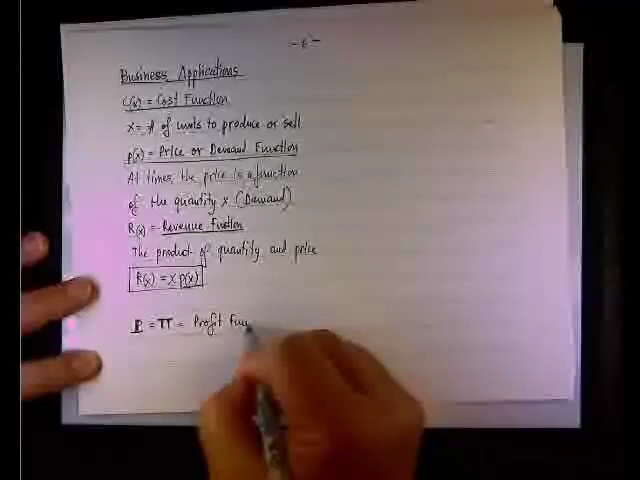 -6-
Business Applications
C(x) = Cost Function
x = # of units to produce or sell
p(x) = Price or Demand Function
At times, the price is a function
of the quantity x (Demand)
R(x) = Revenue Fuction
The product of quantity and price
R(x) = x p(x)
P = π = Profit Fun